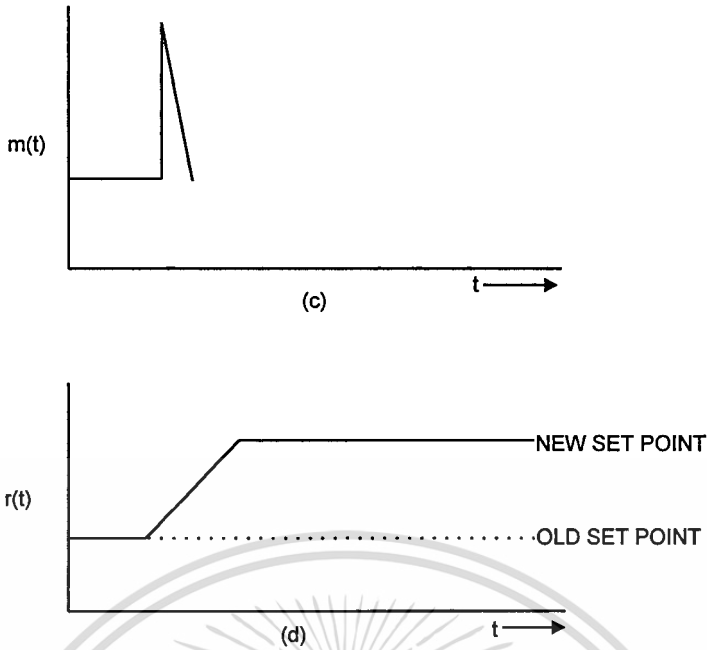 m(t)
t
(c)
NEW SET POINT
r(t)
OLD SET POINT
t
(d)